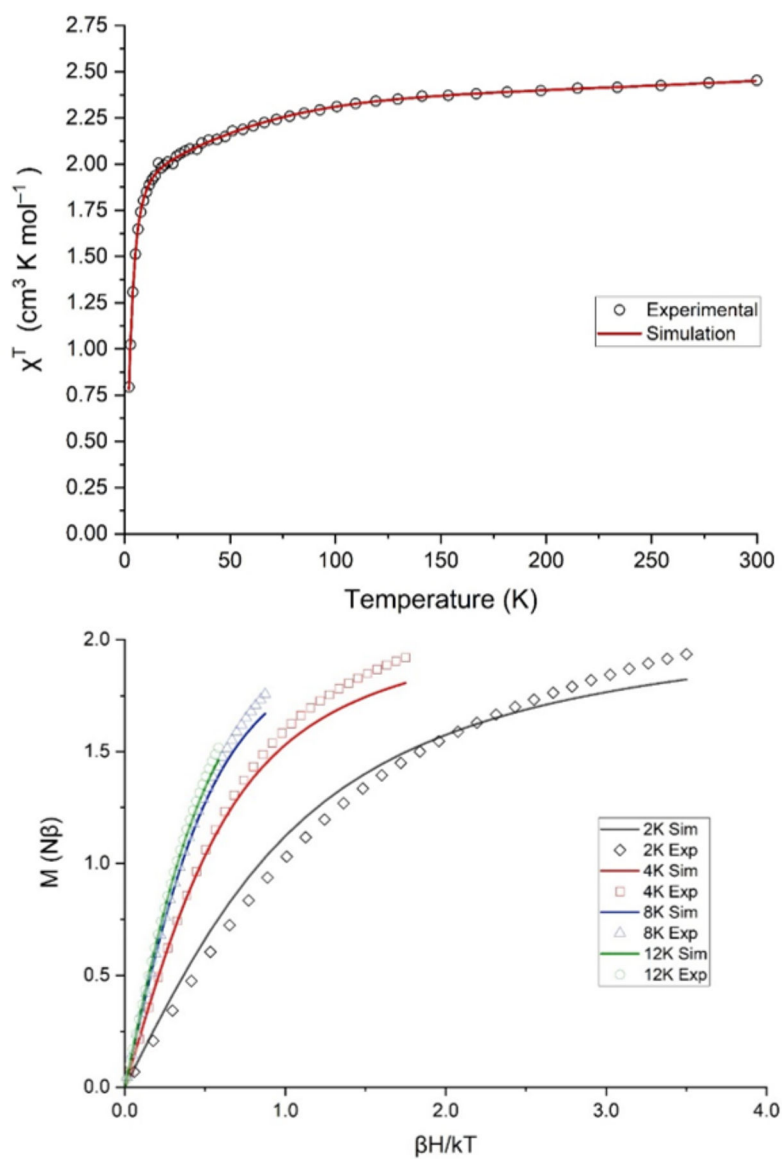 2.75
2.50
2.25
2.00
1.75
1.50
1.25
1.00
0.75
0.50
0.25
0.00
χᵀ (cm³ K mol⁻¹)
Experimental
Simulation
0 50 100 150 200 250 300
Temperature (K)
2.0
1.5
1.0
0.5
0.0
M (Nβ)
2K Sim
2K Exp
4K Sim
4K Exp
8K Sim
8K Exp
12K Sim
12K Exp
0.0 1.0 2.0 3.0 4.0
βH/kT